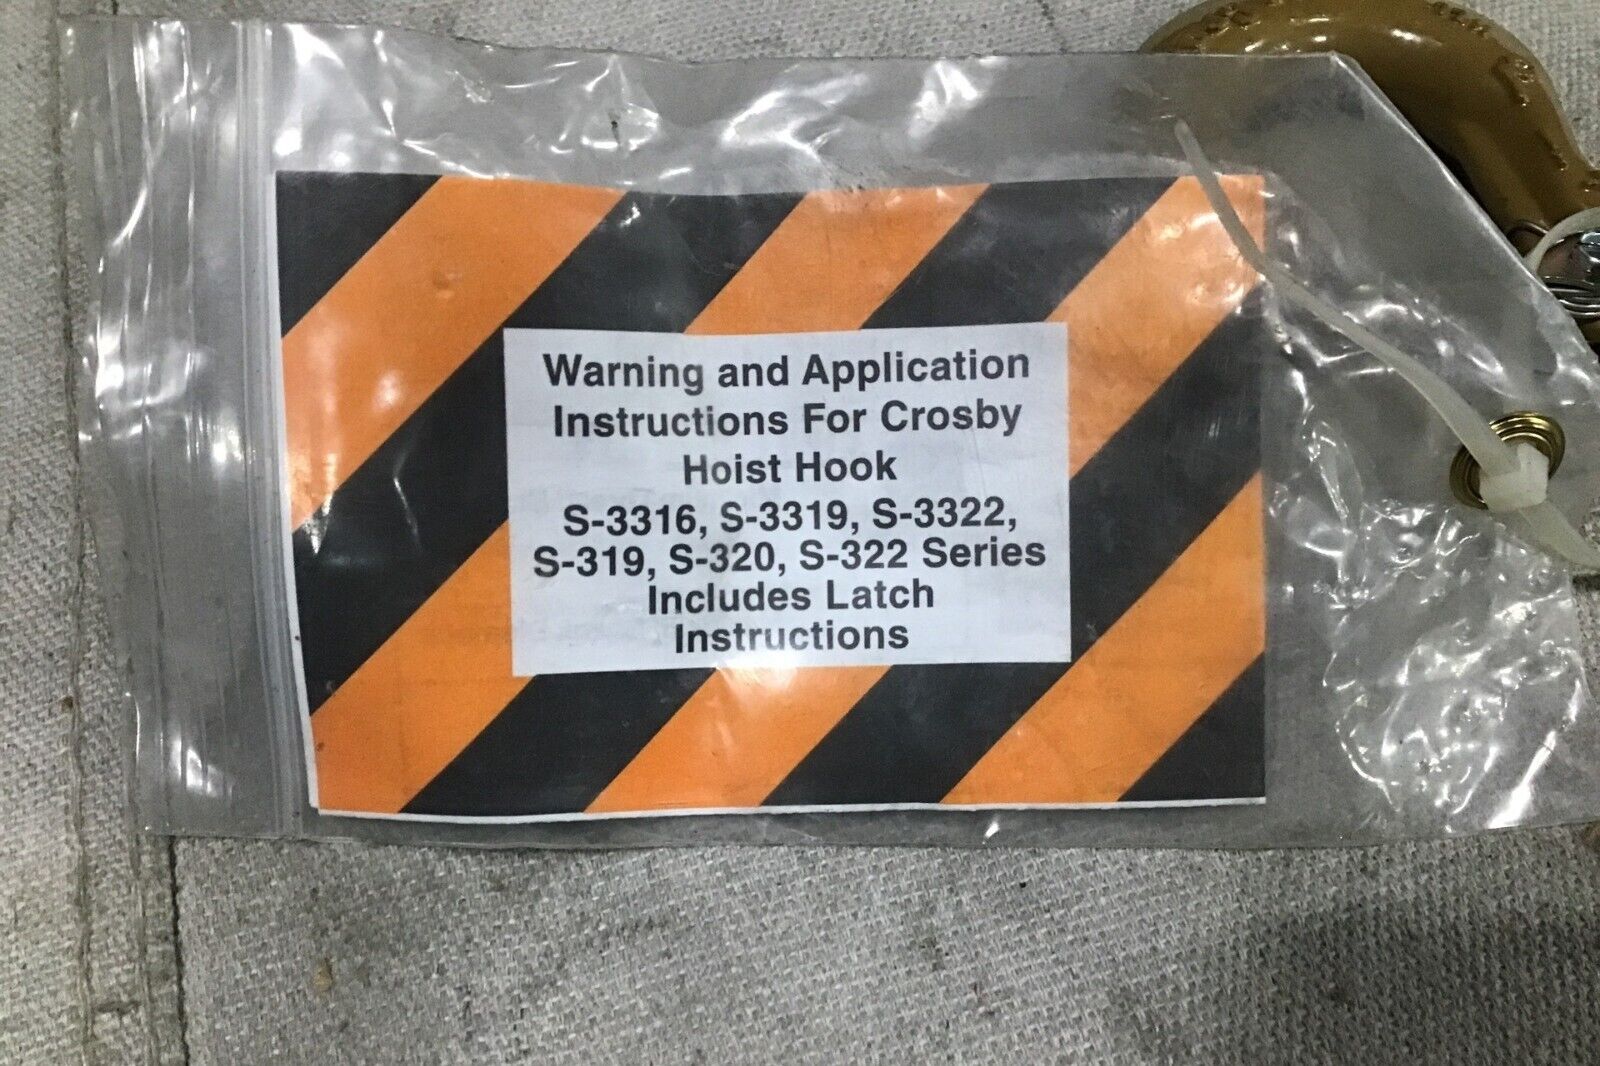 Warning and Application
Instructions For Crosby
Hoist Hook
S-3316, S-3319, S-3322,
S-319, S-320, S-322 Series
Includes Latch
Instructions